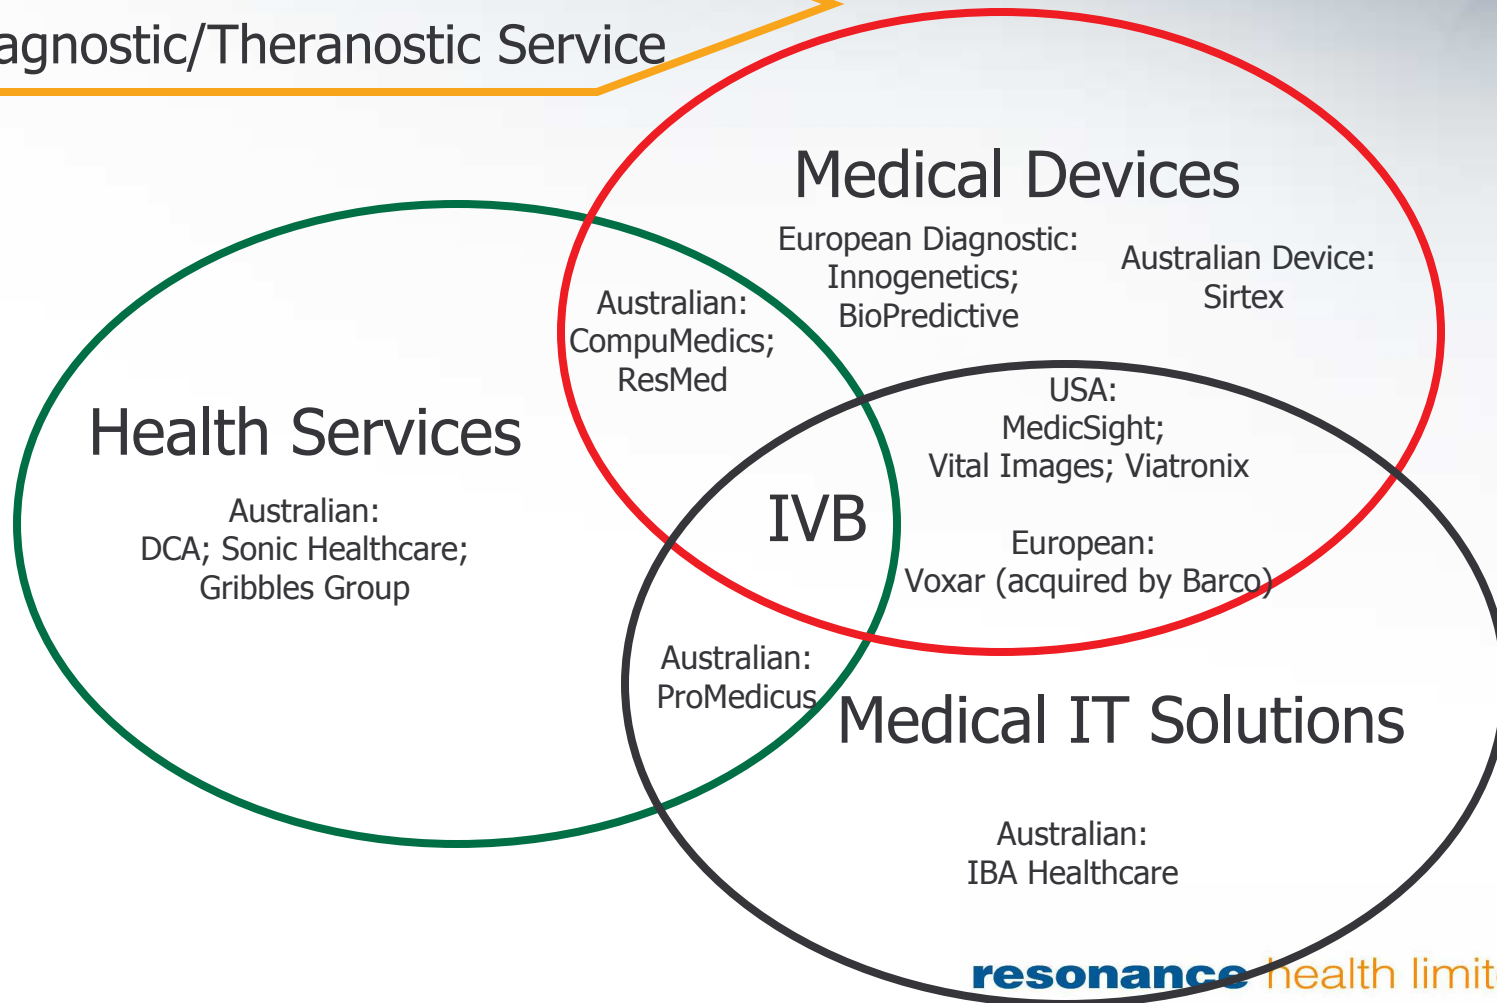 agnostic/Theranostic Service
Medical Devices
European Diagnostic:
Innogenetics;
BioPredictive
Australian Device:
Sirtex
Australian:
CompuMedics;
ResMed
USA:
MedicSight;
Vital Images; Viatronix
Health Services
Australian:
DCA; Sonic Healthcare;
Gribbles Group
IVB
European:
Voxar (acquired by Barco)
Australian:
ProMedicus
Medical IT Solutions
Australian:
IBA Healthcare
resonance health limit